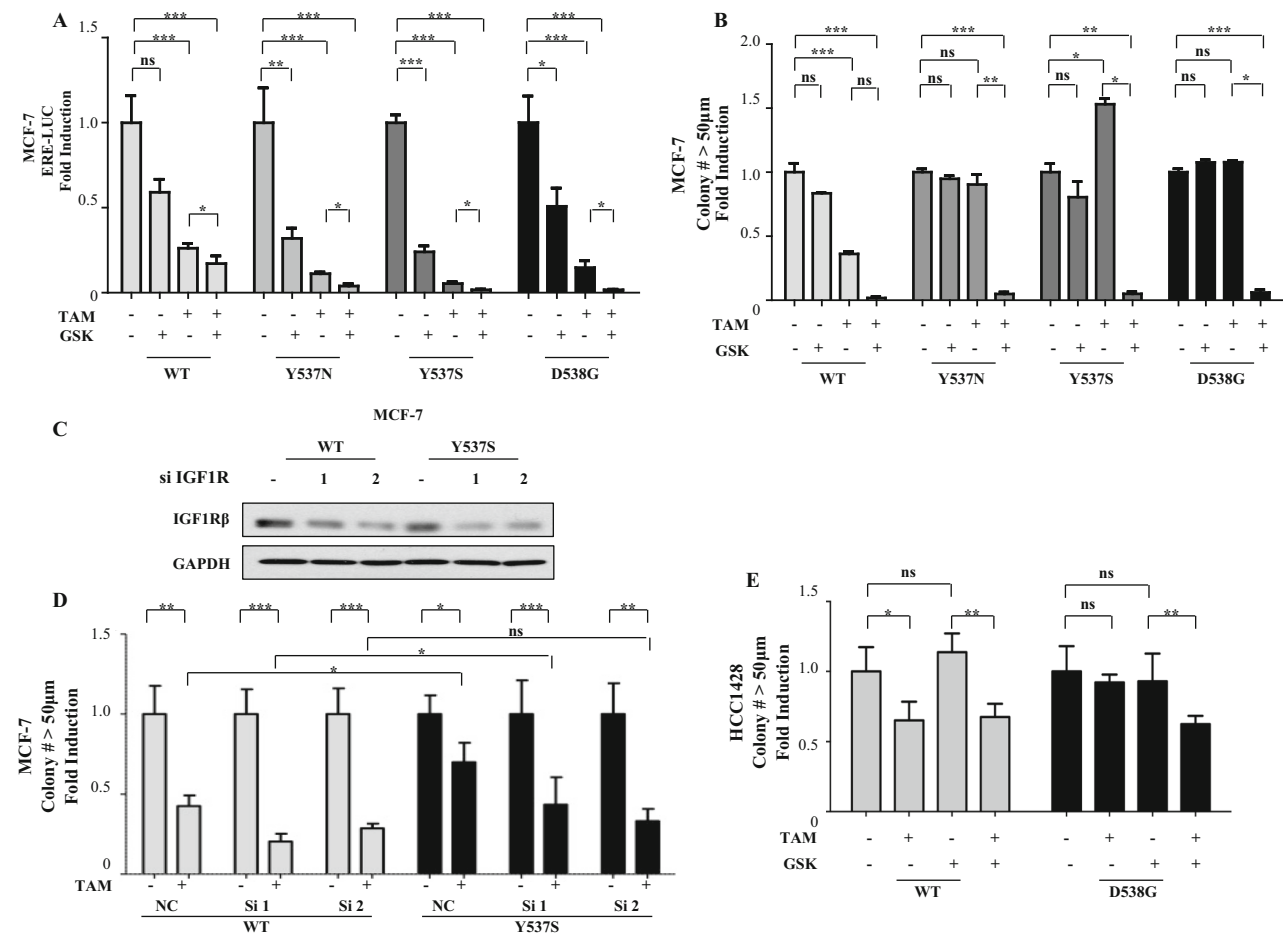 A
*** *** *** ***
*** *** *** ***
ns ** *** *
* * * *
MCF-7
ERE-LUC
Fold Induction
1.5
1.0
0.5
0
TAM - - + + - - + + - - + + - - + +
GSK - + - + - + - + - + - + - + - +
WT Y537N Y537S D538G
B
*** *** ** ***
*** ns * ns
ns ns ns ** ns * ns *
MCF-7
Colony # > 50µm
Fold Induction
2.0
1.5
1.0
0.5
0
TAM - - + + - - + + - - + + - - + +
GSK - + - + - + - + - + - + - + - +
WT Y537N Y537S D538G
C
MCF-7
WT Y537S
si IGF1R - 1 2 - 1 2
IGF1Rβ
GAPDH
D
** *** *** * *** **
ns
*
*
MCF-7
Colony # > 50µm
Fold Induction
1.5
1.0
0.5
0
TAM - + - + - + - + - + - +
NC Si 1 Si 2 NC Si 1 Si 2
WT Y537S
E
ns ns
* ** ns **
HCC1428
Colony # > 50µm
Fold Induction
1.5
1.0
0.5
0
TAM - + - + - + - +
GSK - - + + - - + +
WT D538G